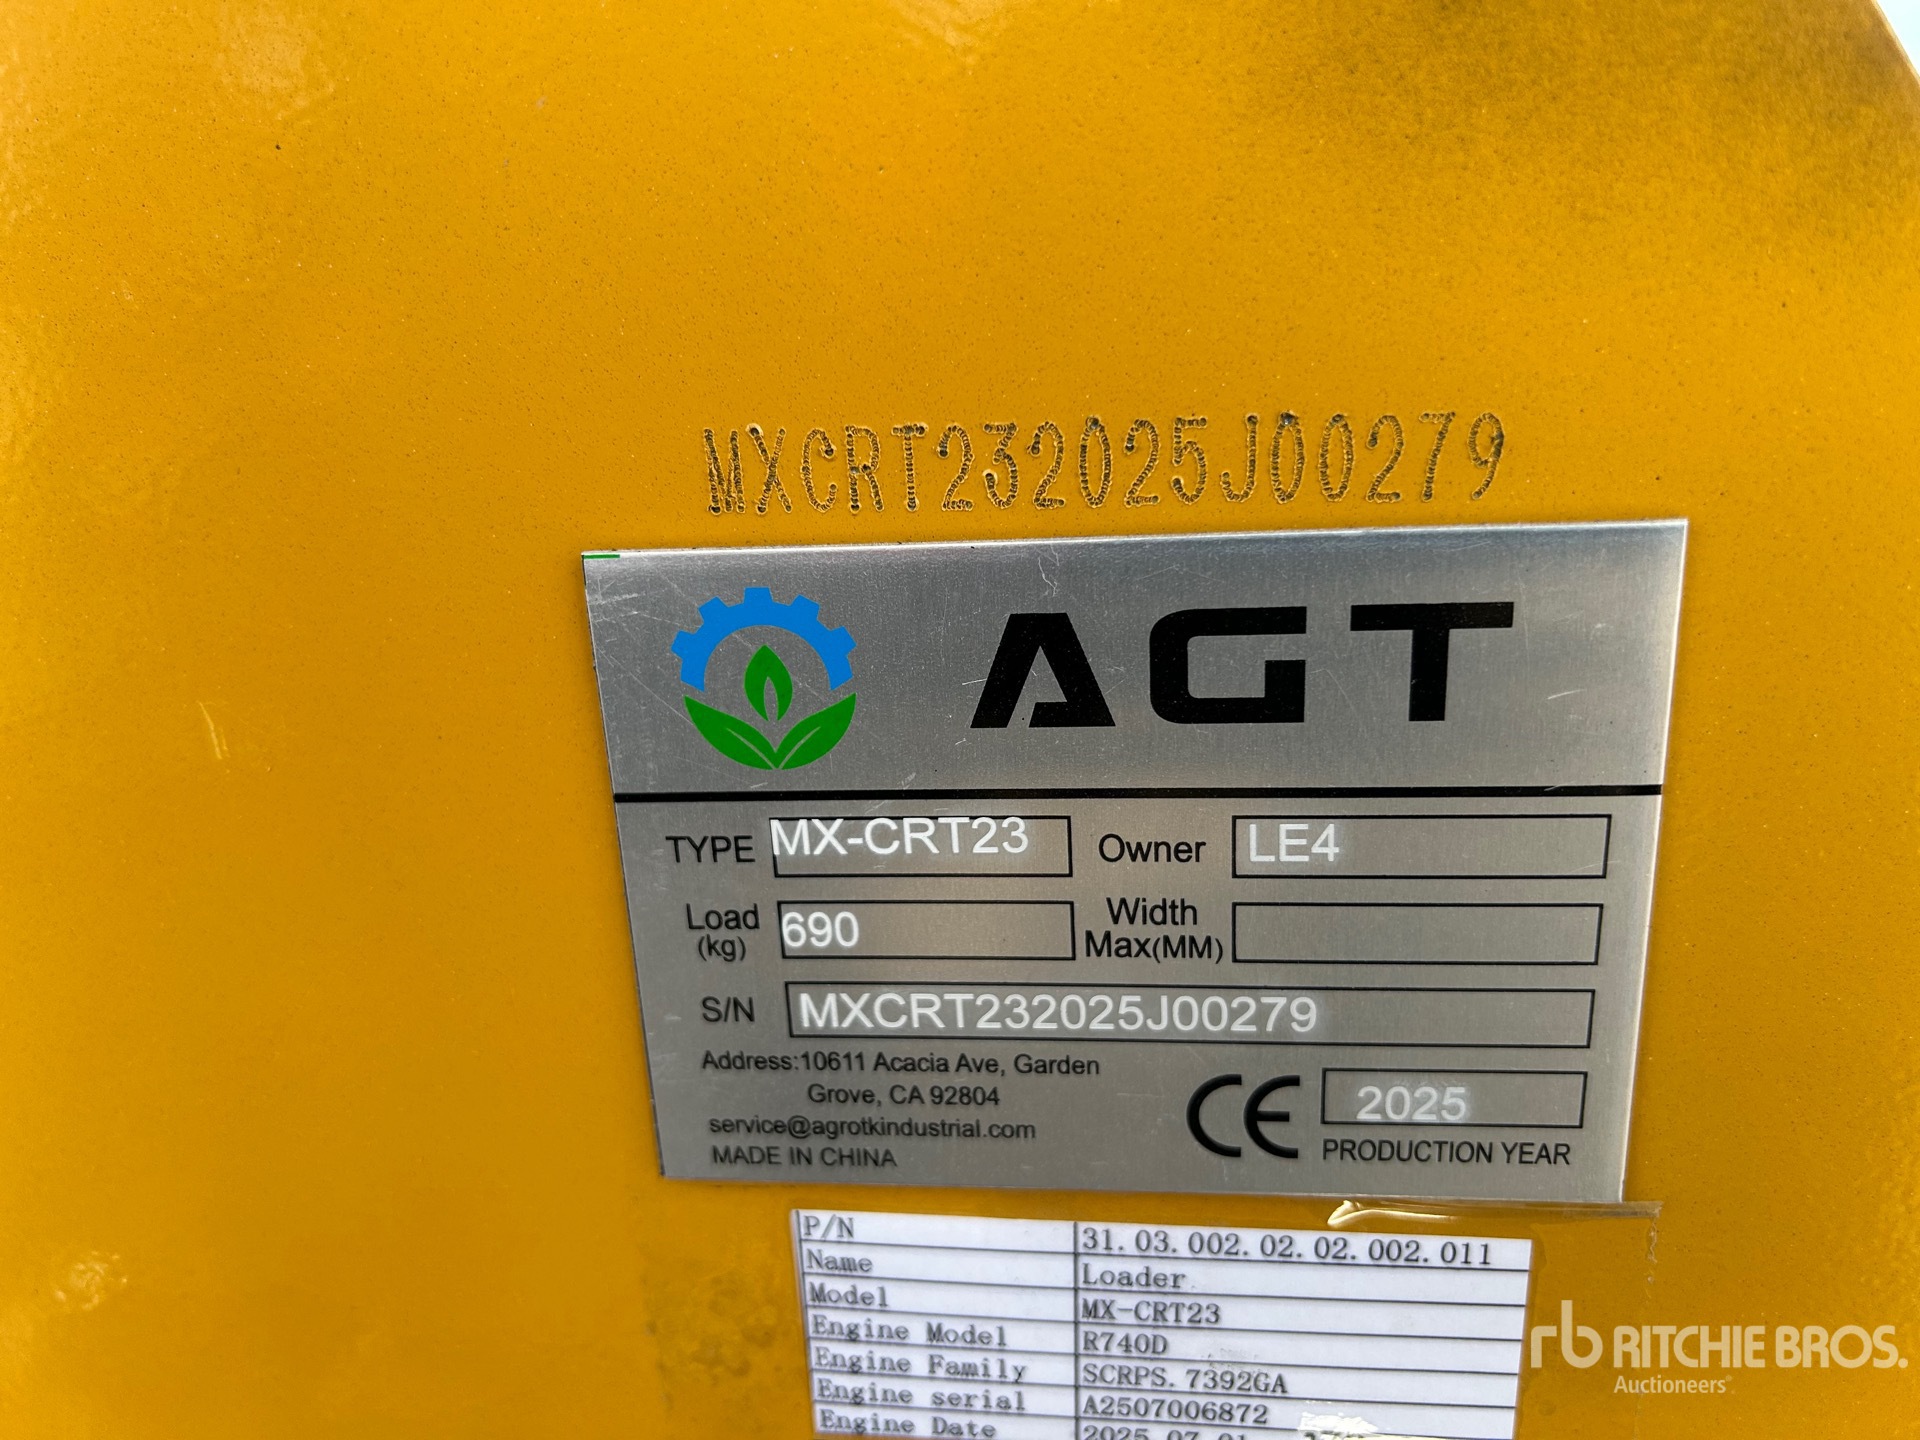 MXCRT232025J00279
AGT
TYPE MX-CRT23 Owner LE4
Load (kg) 690 Width Max(MM)
S/N MXCRT232025J00279
Address:10611 Acacia Ave, Garden
Grove, CA 92804
service@agrotkindustrial.com
MADE IN CHINA
CE 2025
PRODUCTION YEAR
P/N 31.03.002.02.02.002.011
Name Loader
Model MX-CRT23
Engine Model R740D
Engine Family SCRPS.7392GA
Engine serial A2507006872
Engine Date 2025.07.01
rb RITCHIE BROS.
Auctioneers